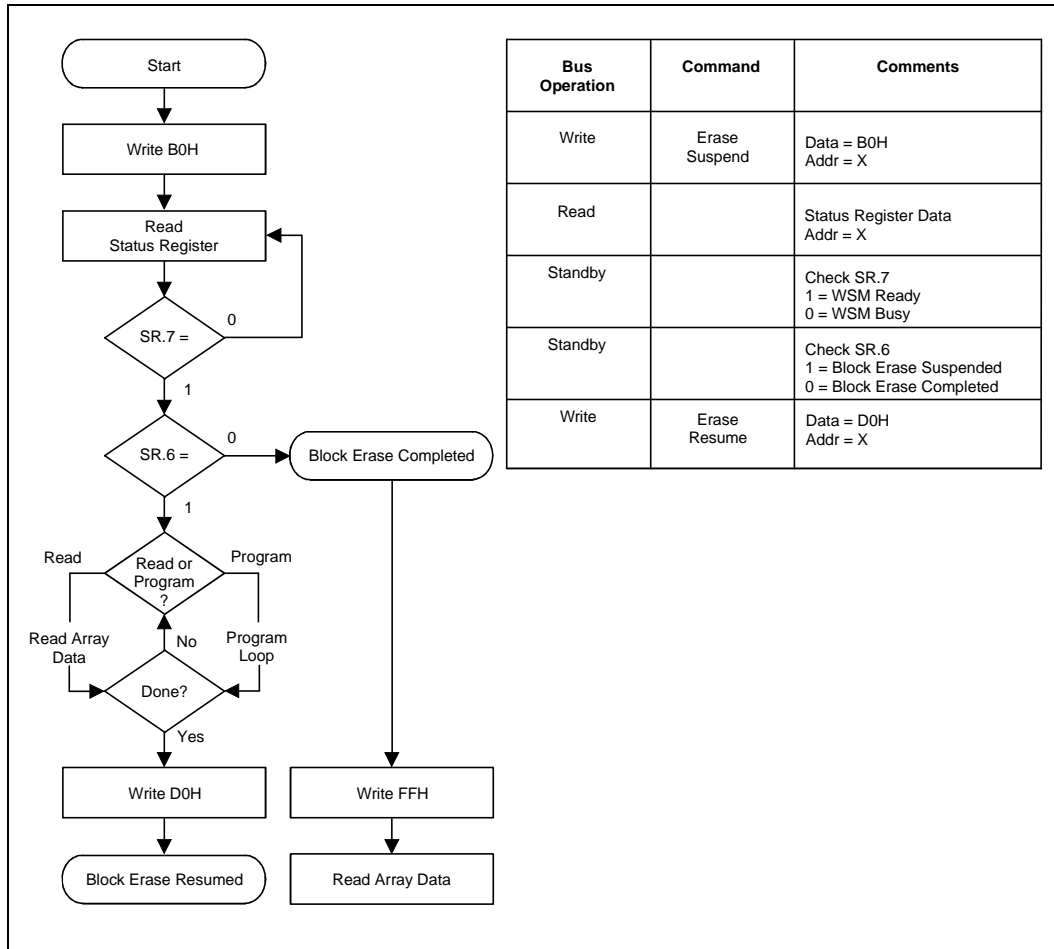 Start
Write B0H
Read
Status Register
SR.7 =
0
1
SR.6 =
0
Block Erase Completed
1
Read
Read or
Program
?
Program
Read Array
Data
No
Program
Loop
Done?
Yes
Write D0H
Write FFH
Block Erase Resumed
Read Array Data
Bus
Operation
Command
Comments
Write
Erase
Suspend
Data = B0H
Addr = X
Read
Status Register Data
Addr = X
Standby
Check SR.7
1 = WSM Ready
0 = WSM Busy
Standby
Check SR.6
1 = Block Erase Suspended
0 = Block Erase Completed
Write
Erase
Resume
Data = D0H
Addr = X